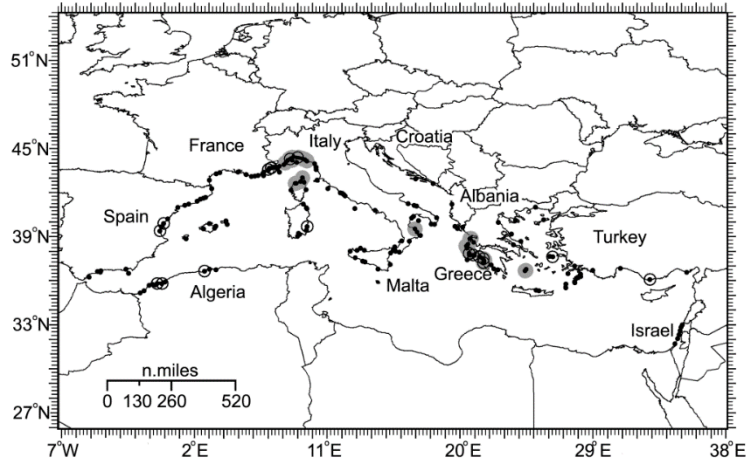 51°N
45°N
39°N
33°N
27°N
France
Italy
Croatia
Spain
Albania
Turkey
Greece
Algeria
Malta
Israel
n.miles
0 130 260 520
7°W 2°E 11°E 20°E 29°E 38°E